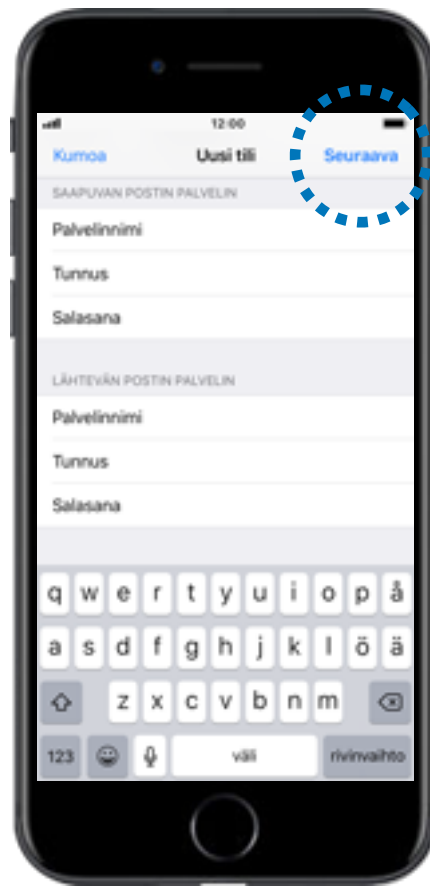 12:00
Kumoa Uusi tili Seuraava
SAAPUVAN POSTIN PALVELIN
Palvelinnimi
Tunnus
Salasana
LÄHTEVÄN POSTIN PALVELIN
Palvelinnimi
Tunnus
Salasana
q w e r t y u i o p å
a s d f g h j k l ö ä
z x c v b n m
123 väli rivinvaihto